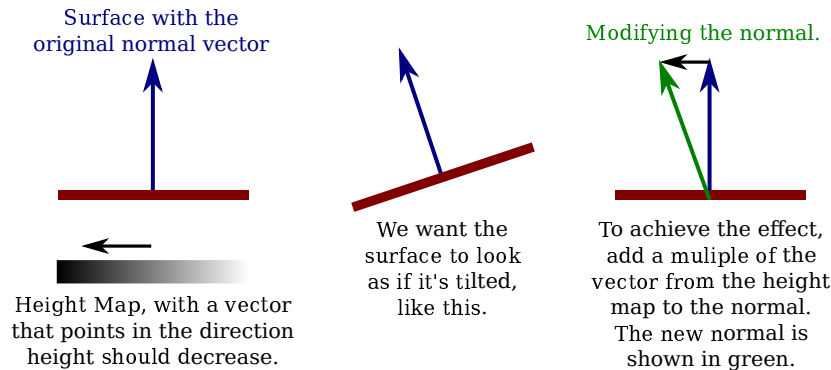 Surface with the
original normal vector
Height Map, with a vector
that points in the direction
height should decrease.
We want the
surface to look
as if it's tilted,
like this.
Modifying the normal.
To achieve the effect,
add a muliple of the
vector from the height
map to the normal.
The new normal is
shown in green.